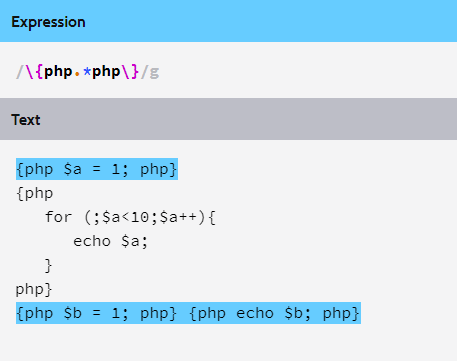 Expression
/\{php.*php\}/g
Text
{php $a = 1; php}
{php
   for (;$a<10;$a++){
      echo $a;
   }
php}
{php $b = 1; php} {php echo $b; php}